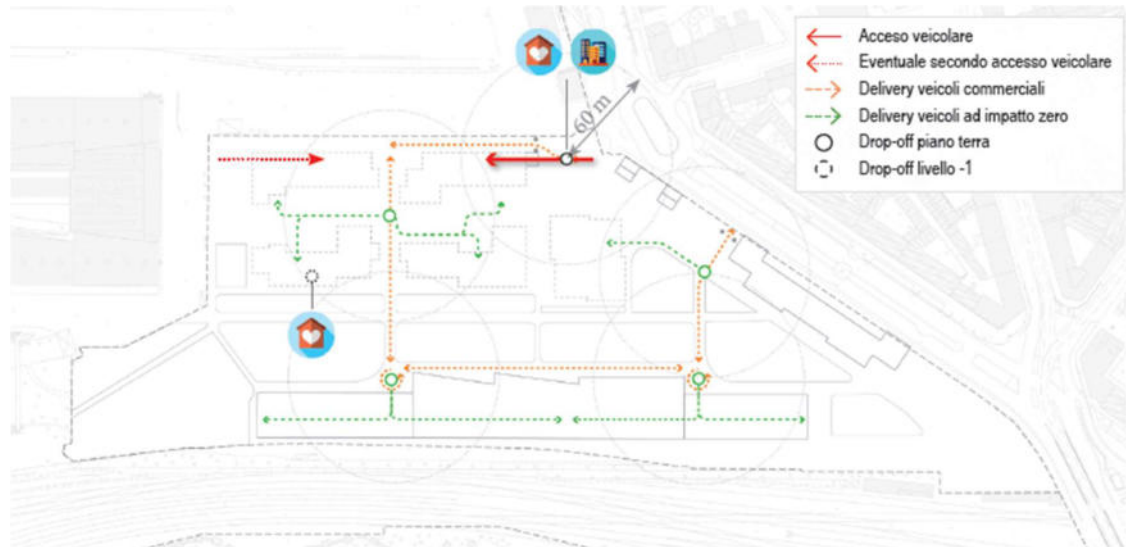 Acceso veicolare
Eventuale secondo accesso veicolare
Delivery veicoli commerciali
Delivery veicoli ad impatto zero
Drop-off piano terra
Drop-off livello -1
60 m